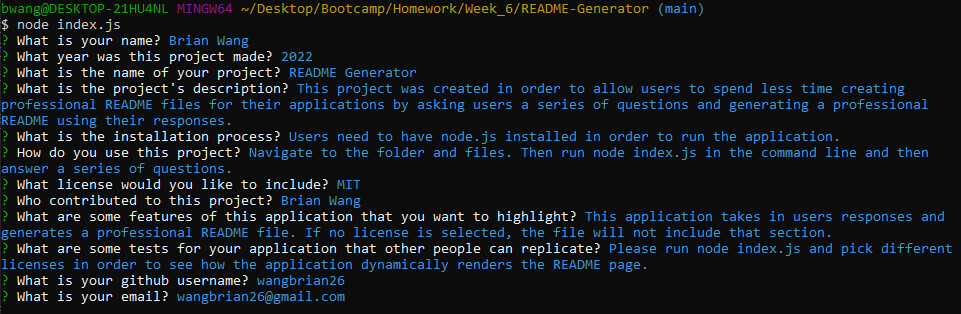 bwang@DESKTOP-21HU4NL MINGW64 ~/Desktop/Bootcamp/Homework/Week_6/README-Generator (main)
$ node index.js
? What is your name? Brian Wang
? What year was this project made? 2022
? What is the name of your project? README Generator
? What is the project's description? This project was created in order to allow users to spend less time creating
professional README files for their applications by asking users a series of questions and generating a professional
README using their responses.
? What is the installation process? Users need to have node.js installed in order to run the application.
? How do you use this project? Navigate to the folder and files. Then run node index.js in the command line and then
answer a series of questions.
? What license would you like to include? MIT
? Who contributed to this project? Brian Wang
? What are some features of this application that you want to highlight? This application takes in users responses and
generates a professional README file. If no license is selected, the file will not include that section.
? What are some tests for your application that other people can replicate? Please run node index.js and pick different
licenses in order to see how the application dynamically renders the README page.
? What is your github username? wangbrian26
? What is your email? wangbrian26@gmail.com